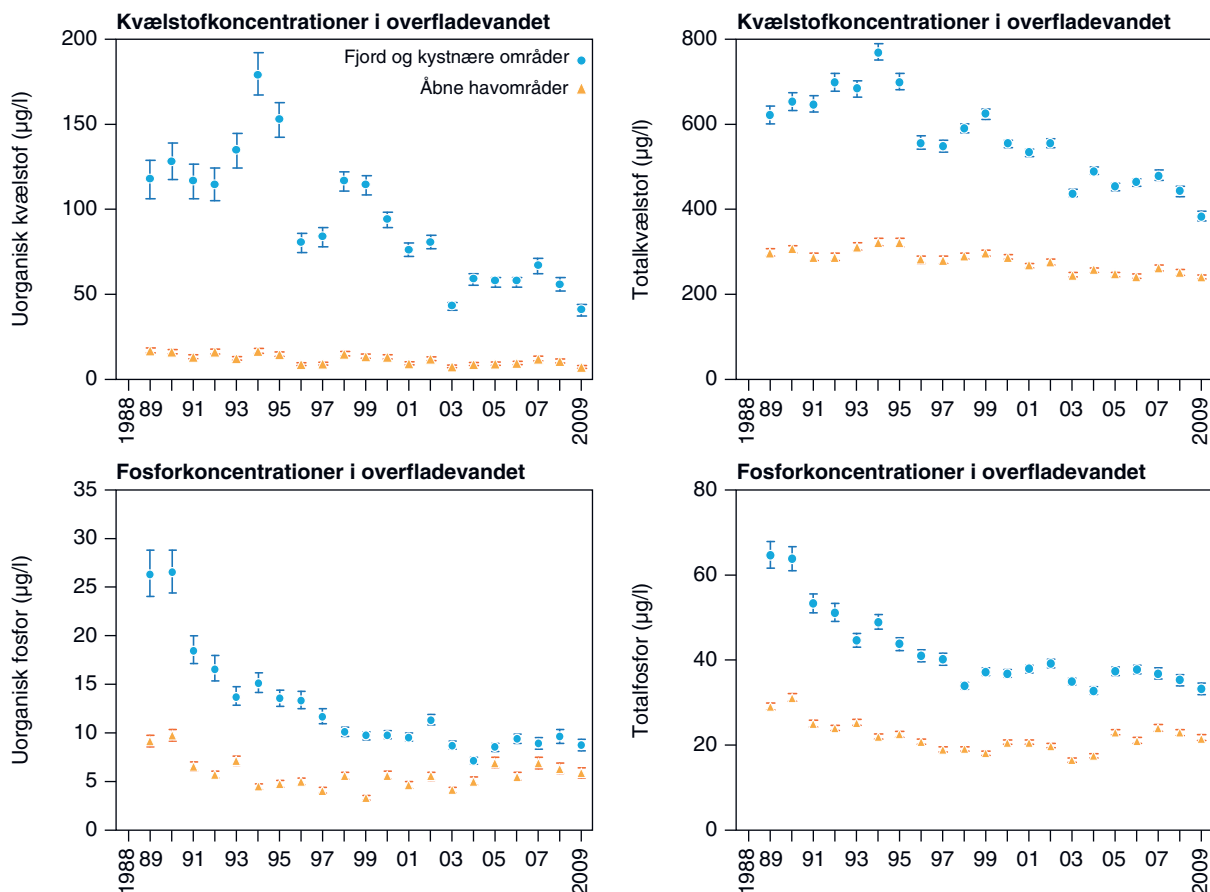 Kvælstofkoncentrationer i overfladevandet
Uorganisk kvælstof (µg/l)
200
150
100
50
0
Fjord og kystnære områder
Åbne havområder
1988 89 91 93 95 97 99 01 03 05 07 2009
Kvælstofkoncentrationer i overfladevandet
Totalkvælstof (µg/l)
800
600
400
200
0
1988 89 91 93 95 97 99 01 03 05 07 2009
Fosforkoncentrationer i overfladevandet
Uorganisk fosfor (µg/l)
35
30
25
20
15
10
5
0
1988 89 91 93 95 97 99 01 03 05 07 2009
Fosforkoncentrationer i overfladevandet
Totalfosfor (µg/l)
80
60
40
20
0
1988 89 91 93 95 97 99 01 03 05 07 2009